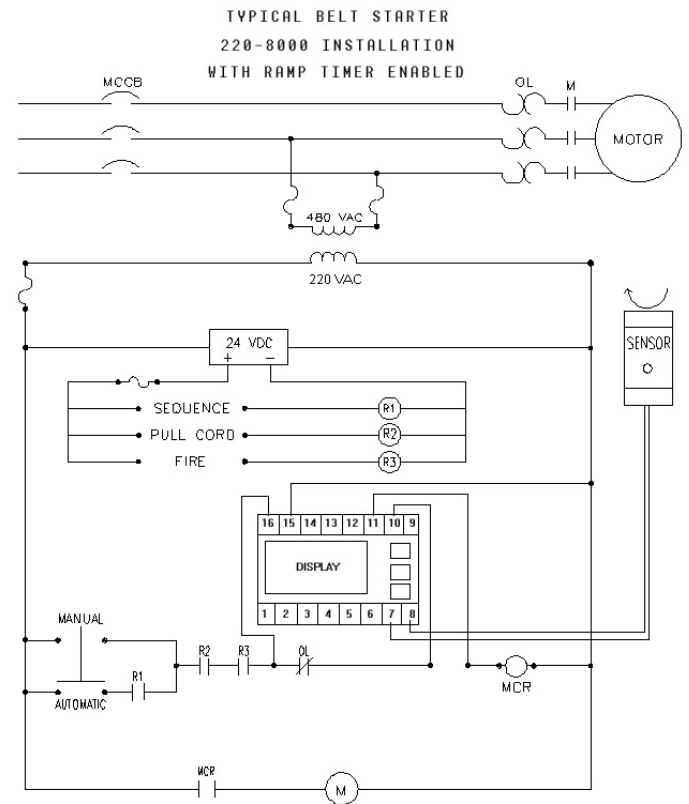 TYPICAL BELT STARTER
220-8000 INSTALLATION
WITH RAMP TIMER ENABLED
MCCB
OL
M
MOTOR
480 VAC
220 VAC
24 VDC
+ −
SENSOR
SEQUENCE
R1
PULL CORD
R2
FIRE
R3
16 15 14 13 12 11 10 9
DISPLAY
1 2 3 4 5 6 7 8
MANUAL
R2
R3
OL
R1
AUTOMATIC
MCR
MCR
M